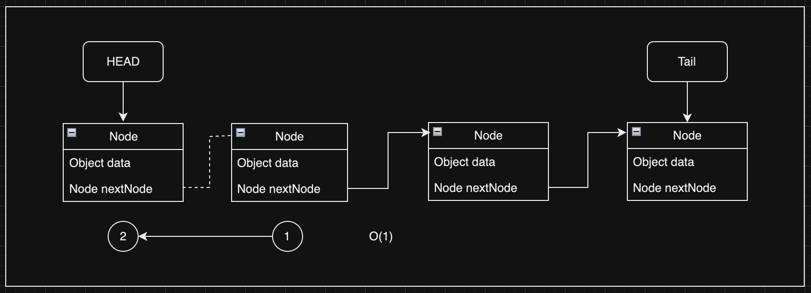 HEAD
Tail
Node
Object data
Node nextNode
Node
Object data
Node nextNode
Node
Object data
Node nextNode
Node
Object data
Node nextNode
2
1
O(1)